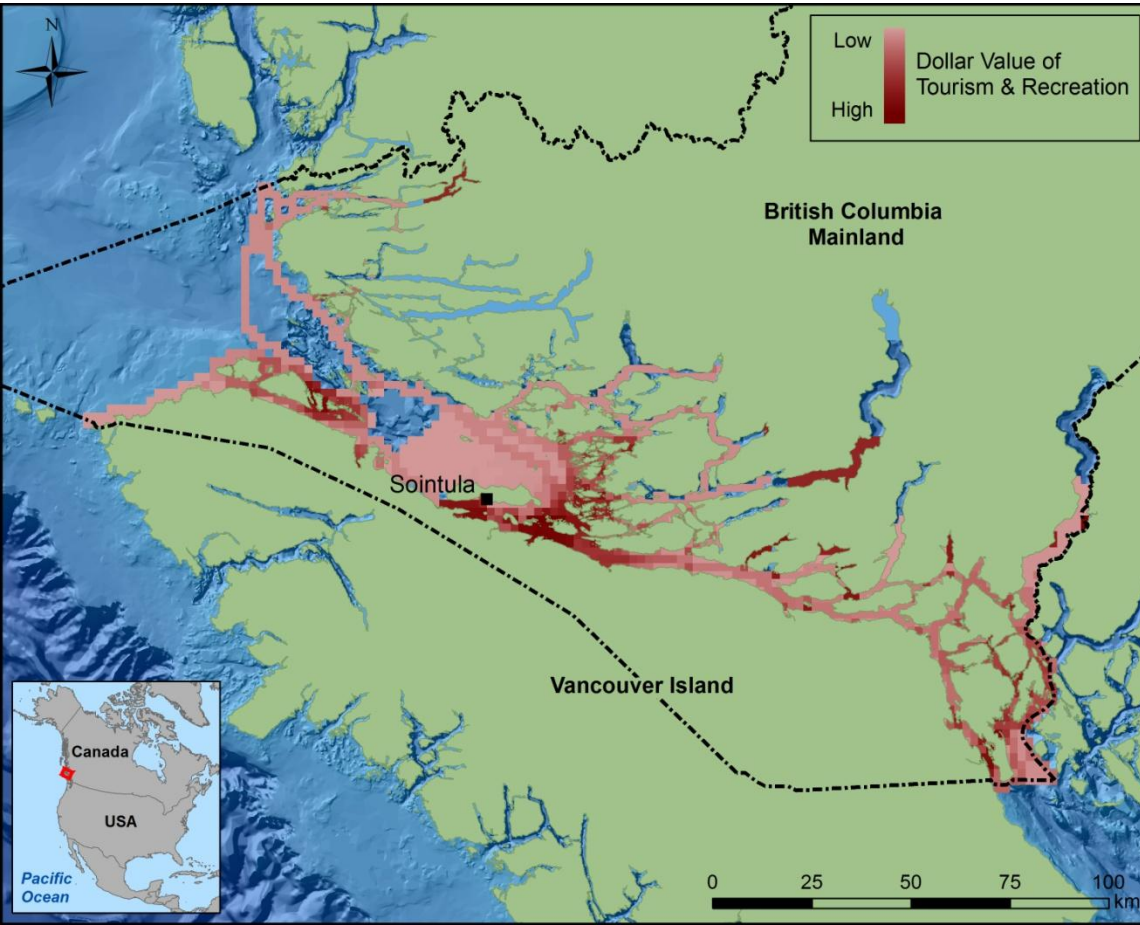 N
Low
High
Dollar Value of
Tourism & Recreation
British Columbia
Mainland
Sointula
Vancouver Island
Canada
USA
Pacific
Ocean
0 25 50 75 100
km